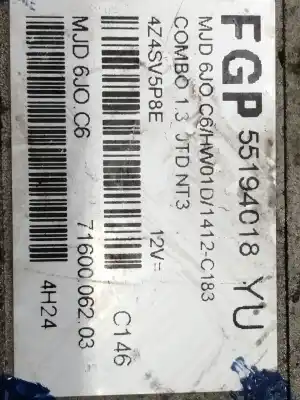 FGP 55194018 YU
MJD 6JO.C6/HW01D/1412-C183
COMBO 1.3 JTD NT3
4Z4SV5P8E 12V= C146
MJD 6JO.C6 71600.062.03
4H24